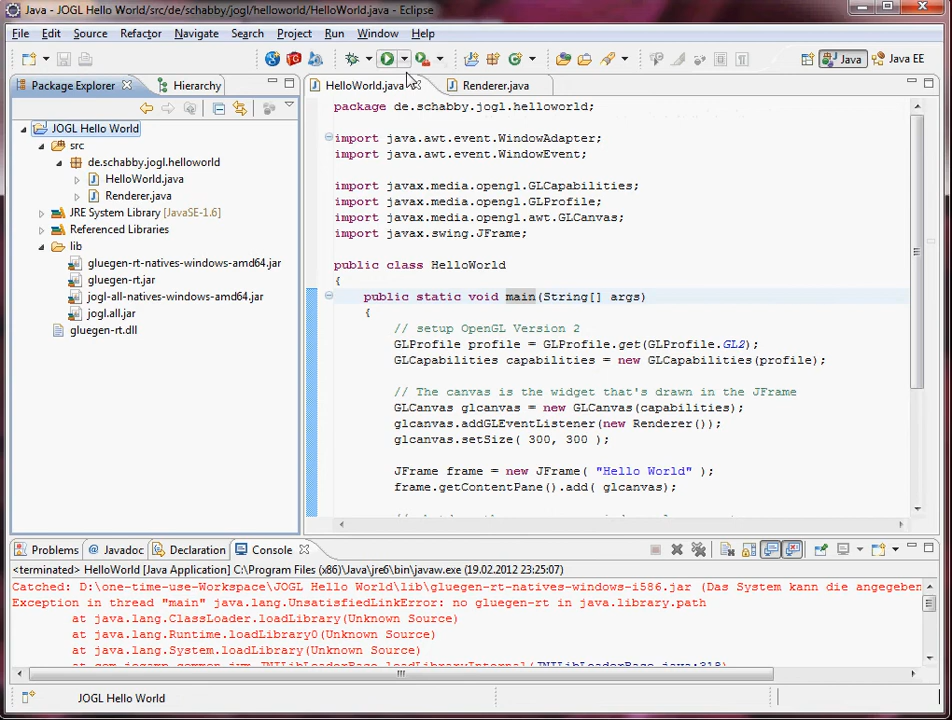 Java - JOGL Hello World/src/de/schabby/jogl/helloworld/HelloWorld.java - Eclipse
File Edit Source Refactor Navigate Search Project Run Window Help
Java Java EE
Package Explorer Hierarchy
HelloWorld.java Renderer.java
JOGL Hello World
src
de.schabby.jogl.helloworld
HelloWorld.java
Renderer.java
JRE System Library [JavaSE-1.6]
Referenced Libraries
lib
gluegen-rt-natives-windows-amd64.jar
gluegen-rt.jar
jogl-all-natives-windows-amd64.jar
jogl.all.jar
gluegen-rt.dll
package de.schabby.jogl.helloworld;
import java.awt.event.WindowAdapter;
import java.awt.event.WindowEvent;
import javax.media.opengl.GLCapabilities;
import javax.media.opengl.GLProfile;
import javax.media.opengl.awt.GLCanvas;
import javax.swing.JFrame;
public class HelloWorld
{
public static void main(String[] args)
{
// setup OpenGL Version 2
GLProfile profile = GLProfile.get(GLProfile.GL2);
GLCapabilities capabilities = new GLCapabilities(profile);
// The canvas is the widget that's drawn in the JFrame
GLCanvas glcanvas = new GLCanvas(capabilities);
glcanvas.addGLEventListener(new Renderer());
glcanvas.setSize( 300, 300 );
JFrame frame = new JFrame( "Hello World" );
frame.getContentPane().add( glcanvas);
Problems Javadoc Declaration Console
<terminated> HelloWorld [Java Application] C:\Program Files (x86)\Java\jre6\bin\javaw.exe (19.02.2012 23:25:07)
Catched: D:\one-time-use-Workspace\JOGL Hello World\lib\gluegen-rt-natives-windows-i586.jar (Das System kann die angegeben
Exception in thread "main" java.lang.UnsatisfiedLinkError: no gluegen-rt in java.library.path
at java.lang.ClassLoader.loadLibrary(Unknown Source)
at java.lang.Runtime.loadLibrary0(Unknown Source)
at java.lang.System.loadLibrary(Unknown Source)
at com.jogamp.common.jvm.JNILibLoaderBase.loadLibraryInternal(JNILibLoaderBase.java:318)
JOGL Hello World